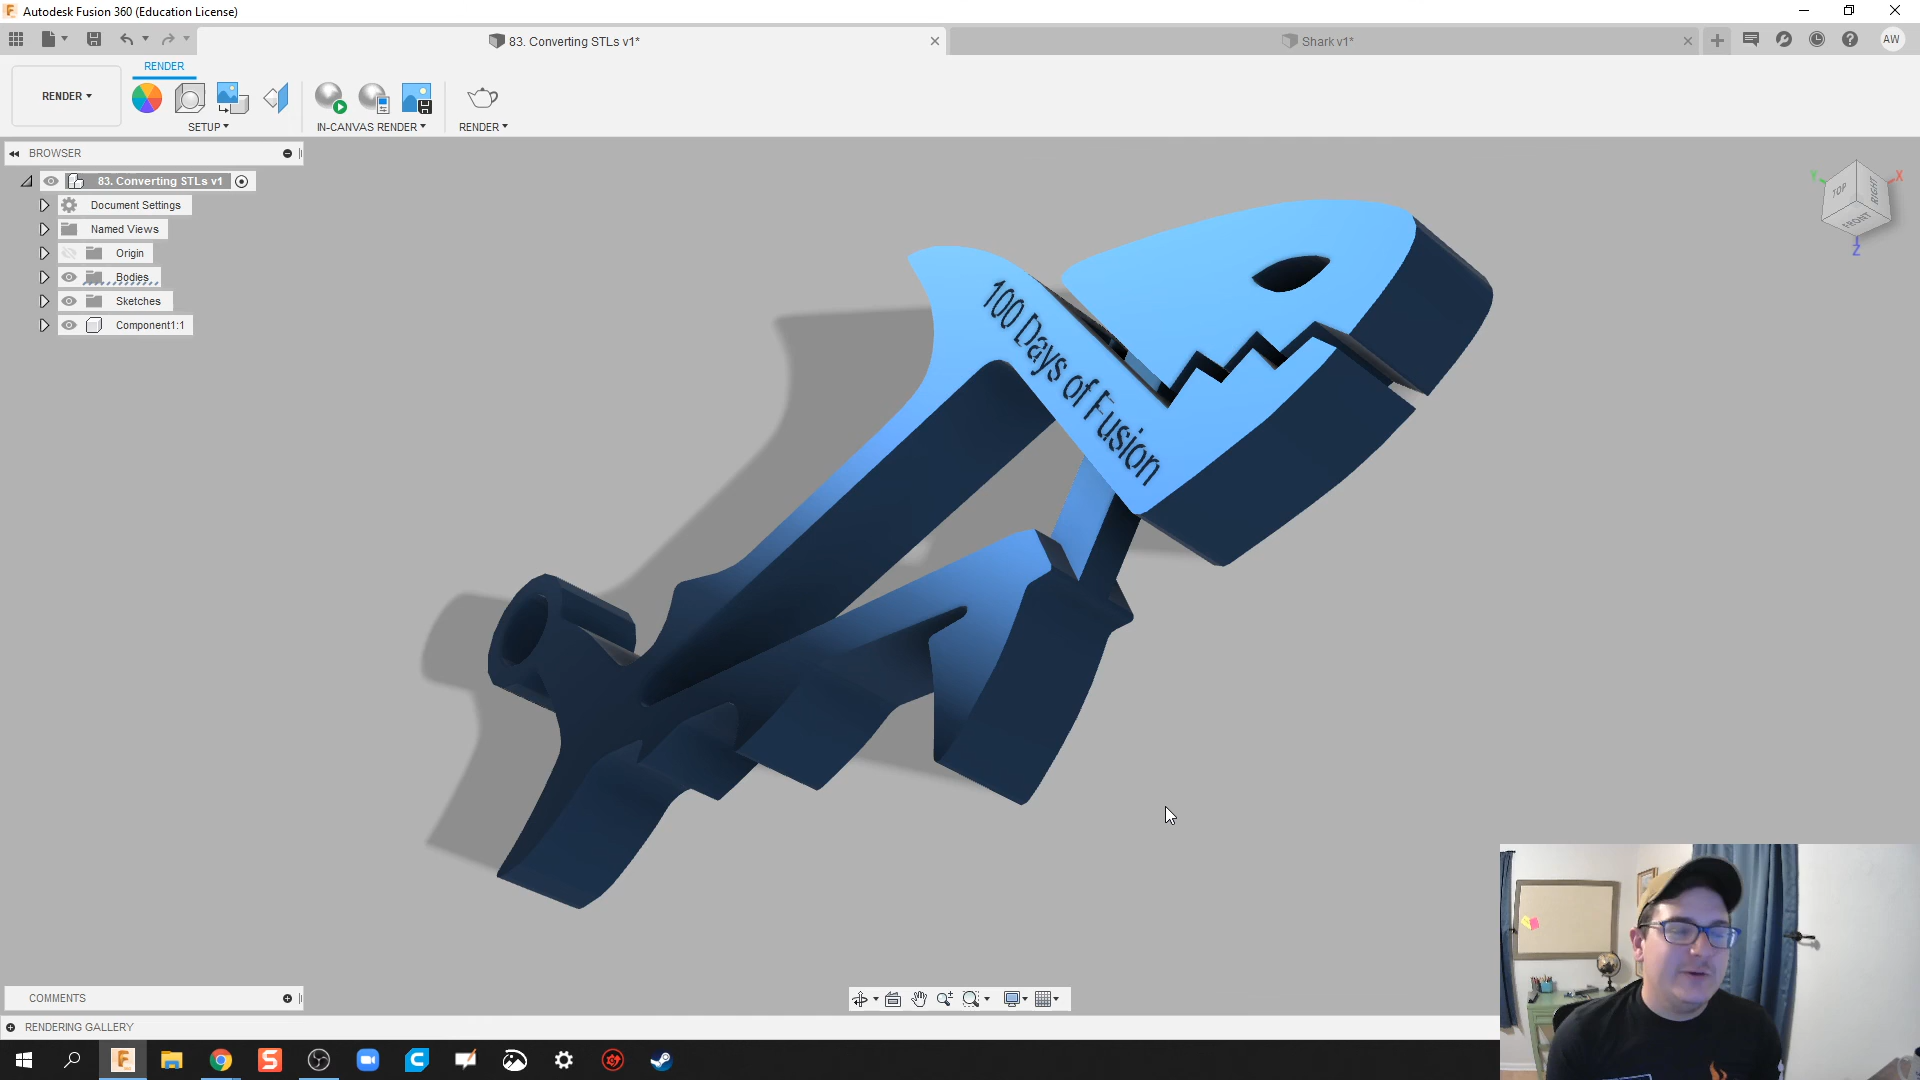 Autodesk Fusion 360 (Education License)
83. Converting STLs v1*
Shark v1*
AW
RENDER
RENDER
SETUP
IN-CANVAS RENDER
RENDER
BROWSER
83. Converting STLs v1
Document Settings
Named Views
Origin
Bodies
Sketches
Component1:1
100 Days of Fusion
Y
X
TOP
RIGHT
FRONT
Z
COMMENTS
RENDERING GALLERY